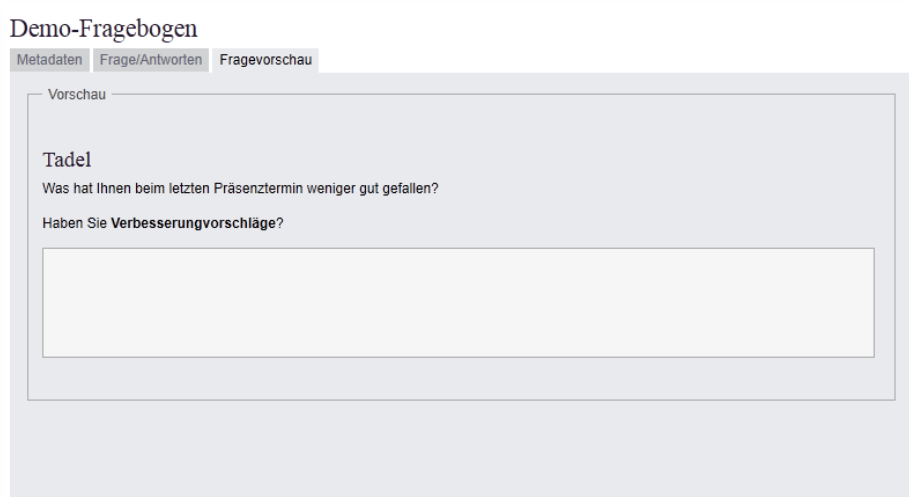 Demo-Fragebogen
Metadaten Frage/Antworten Fragevorschau
Vorschau
Tadel
Was hat Ihnen beim letzten Präsenztermin weniger gut gefallen?
Haben Sie Verbesserungvorschläge?